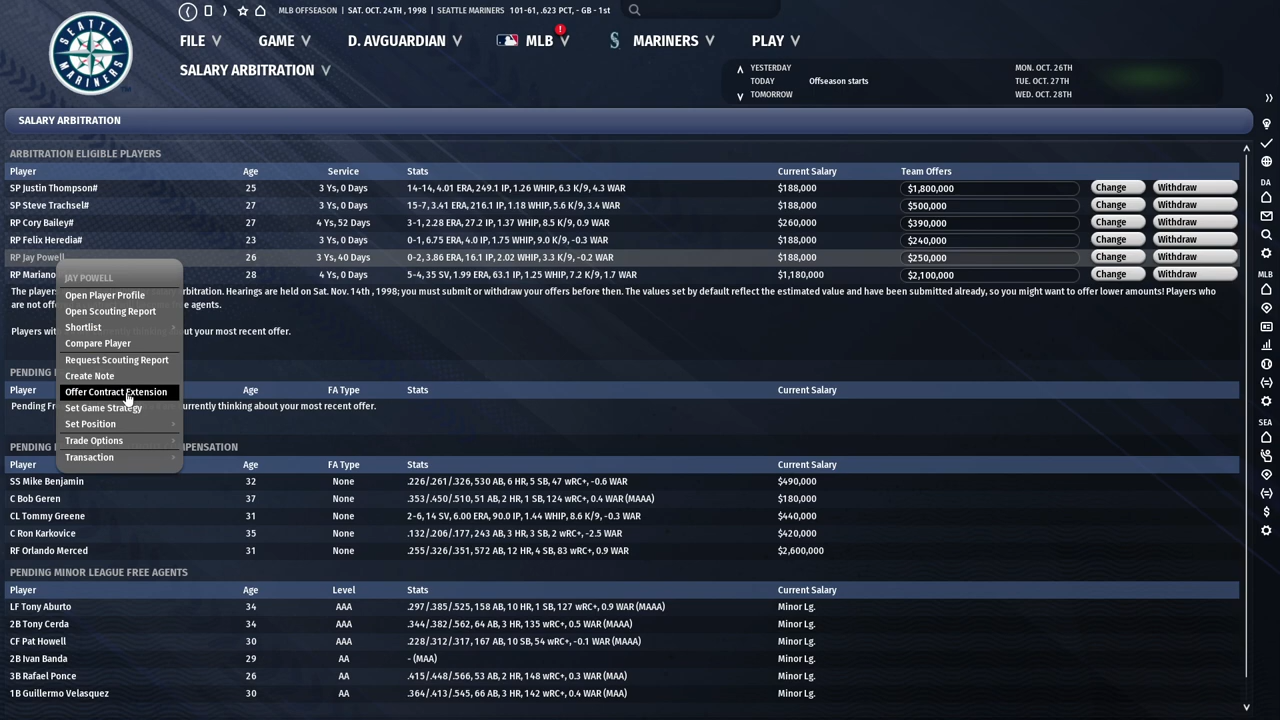 MLB OFFSEASON | SAT. OCT. 24TH , 1998 | SEATTLE MARINERS 101-61, .623 PCT, - GB - 1st
SEATTLE MARINERS
FILE GAME D. AVGUARDIAN MLB ! MARINERS PLAY
SALARY ARBITRATION
YESTERDAY MON. OCT. 26TH
TODAY Offseason starts TUE. OCT. 27TH
TOMORROW WED. OCT. 28TH
SALARY ARBITRATION
ARBITRATION ELIGIBLE PLAYERS
Player Age Service Stats Current Salary Team Offers
SP Justin Thompson# 25 3 Ys, 0 Days 14-14, 4.01 ERA, 249.1 IP, 1.26 WHIP, 6.3 K/9, 4.3 WAR $188,000 $1,800,000 Change Withdraw
SP Steve Trachsel# 27 3 Ys, 0 Days 15-7, 3.41 ERA, 216.1 IP, 1.18 WHIP, 5.6 K/9, 3.4 WAR $188,000 $500,000 Change Withdraw
RP Cory Bailey# 27 4 Ys, 52 Days 3-1, 2.28 ERA, 27.2 IP, 1.37 WHIP, 8.5 K/9, 0.9 WAR $260,000 $390,000 Change Withdraw
RP Felix Heredia# 23 3 Ys, 0 Days 0-1, 6.75 ERA, 4.0 IP, 1.75 WHIP, 9.0 K/9, -0.3 WAR $188,000 $240,000 Change Withdraw
RP Jay Powell 26 3 Ys, 40 Days 0-2, 3.86 ERA, 16.1 IP, 2.02 WHIP, 3.3 K/9, -0.2 WAR $188,000 $250,000 Change Withdraw
RP Mariano 28 4 Ys, 0 Days 5-4, 35 SV, 1.99 ERA, 63.1 IP, 1.25 WHIP, 7.2 K/9, 1.7 WAR $1,180,000 $2,100,000 Change Withdraw
The players arbitration. Hearings are held on Sat. Nov. 14th , 1998; you must submit or withdraw your offers before then. The values set by default reflect the estimated value and have been submitted already, so you might want to offer lower amounts! Players who
are not offe free agents.
Players with thinking about your most recent offer.
JAY POWELL
Open Player Profile
Open Scouting Report
Shortlist
Compare Player
Request Scouting Report
Create Note
Offer Contract Extension
Set Game Strategy
Set Position
Trade Options
Transaction
PENDING
Player Age FA Type Stats Current Salary
Pending Fr currently thinking about your most recent offer.
PENDING COMPENSATION
Player Age FA Type Stats Current Salary
SS Mike Benjamin 32 None .226/.261/.326, 530 AB, 6 HR, 5 SB, 47 wRC+, -0.6 WAR $490,000
C Bob Geren 37 None .353/.450/.510, 51 AB, 2 HR, 1 SB, 124 wRC+, 0.4 WAR (MAAA) $180,000
CL Tommy Greene 31 None 2-6, 14 SV, 6.00 ERA, 90.0 IP, 1.44 WHIP, 8.6 K/9, -0.3 WAR $440,000
C Ron Karkovice 35 None .132/.206/.177, 243 AB, 3 HR, 3 SB, 2 wRC+, -2.5 WAR $420,000
RF Orlando Merced 31 None .255/.326/.351, 572 AB, 12 HR, 4 SB, 83 wRC+, 0.9 WAR $2,600,000
PENDING MINOR LEAGUE FREE AGENTS
Player Age Level Stats Current Salary
LF Tony Aburto 34 AAA .297/.385/.525, 158 AB, 10 HR, 1 SB, 127 wRC+, 0.9 WAR (MAAA) Minor Lg.
2B Tony Cerda 34 AAA .344/.382/.562, 64 AB, 3 HR, 135 wRC+, 0.5 WAR (MAAA) Minor Lg.
CF Pat Howell 30 AAA .228/.312/.317, 167 AB, 10 SB, 54 wRC+, -0.1 WAR (MAAA) Minor Lg.
2B Ivan Banda 29 AA - (MAA) Minor Lg.
3B Rafael Ponce 26 AA .415/.448/.566, 53 AB, 2 HR, 148 wRC+, 0.3 WAR (MAA) Minor Lg.
1B Guillermo Velasquez 30 AA .364/.413/.545, 66 AB, 3 HR, 142 wRC+, 0.4 WAR (MAA) Minor Lg.
DA
MLB
SEA